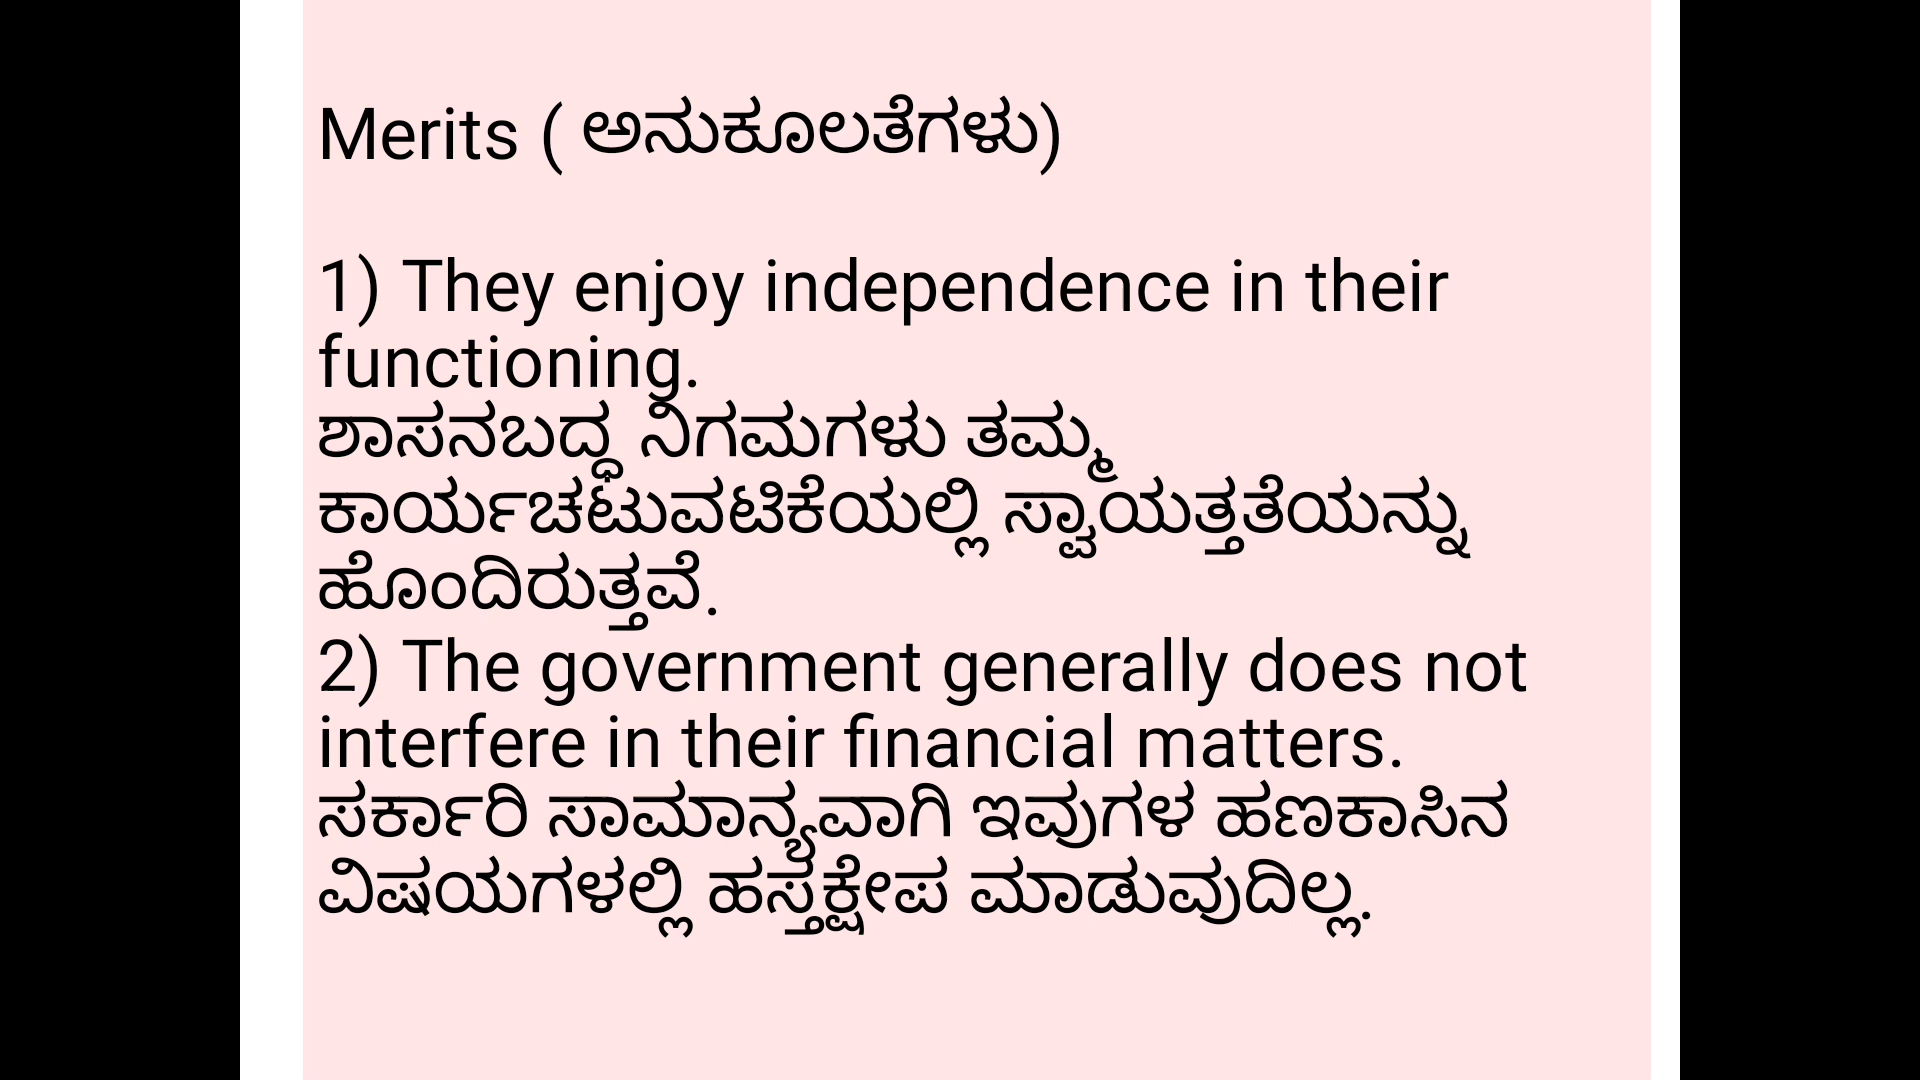 Merits ( ಅನುಕೂಲತೆಗಳು)
1) They enjoy independence in their
functioning.
ಶಾಸನಬದ್ಧ ನಿಗಮಗಳು ತಮ್ಮ
ಕಾರ್ಯಚಟುವಟಿಕೆಯಲ್ಲಿ ಸ್ವಾಯತ್ತತೆಯನ್ನು
ಹೊಂದಿರುತ್ತವೆ.
2) The government generally does not
interfere in their financial matters.
ಸರ್ಕಾರಿ ಸಾಮಾನ್ಯವಾಗಿ ಇವುಗಳ ಹಣಕಾಸಿನ
ವಿಷಯಗಳಲ್ಲಿ ಹಸ್ತಕ್ಷೇಪ ಮಾಡುವುದಿಲ್ಲ.